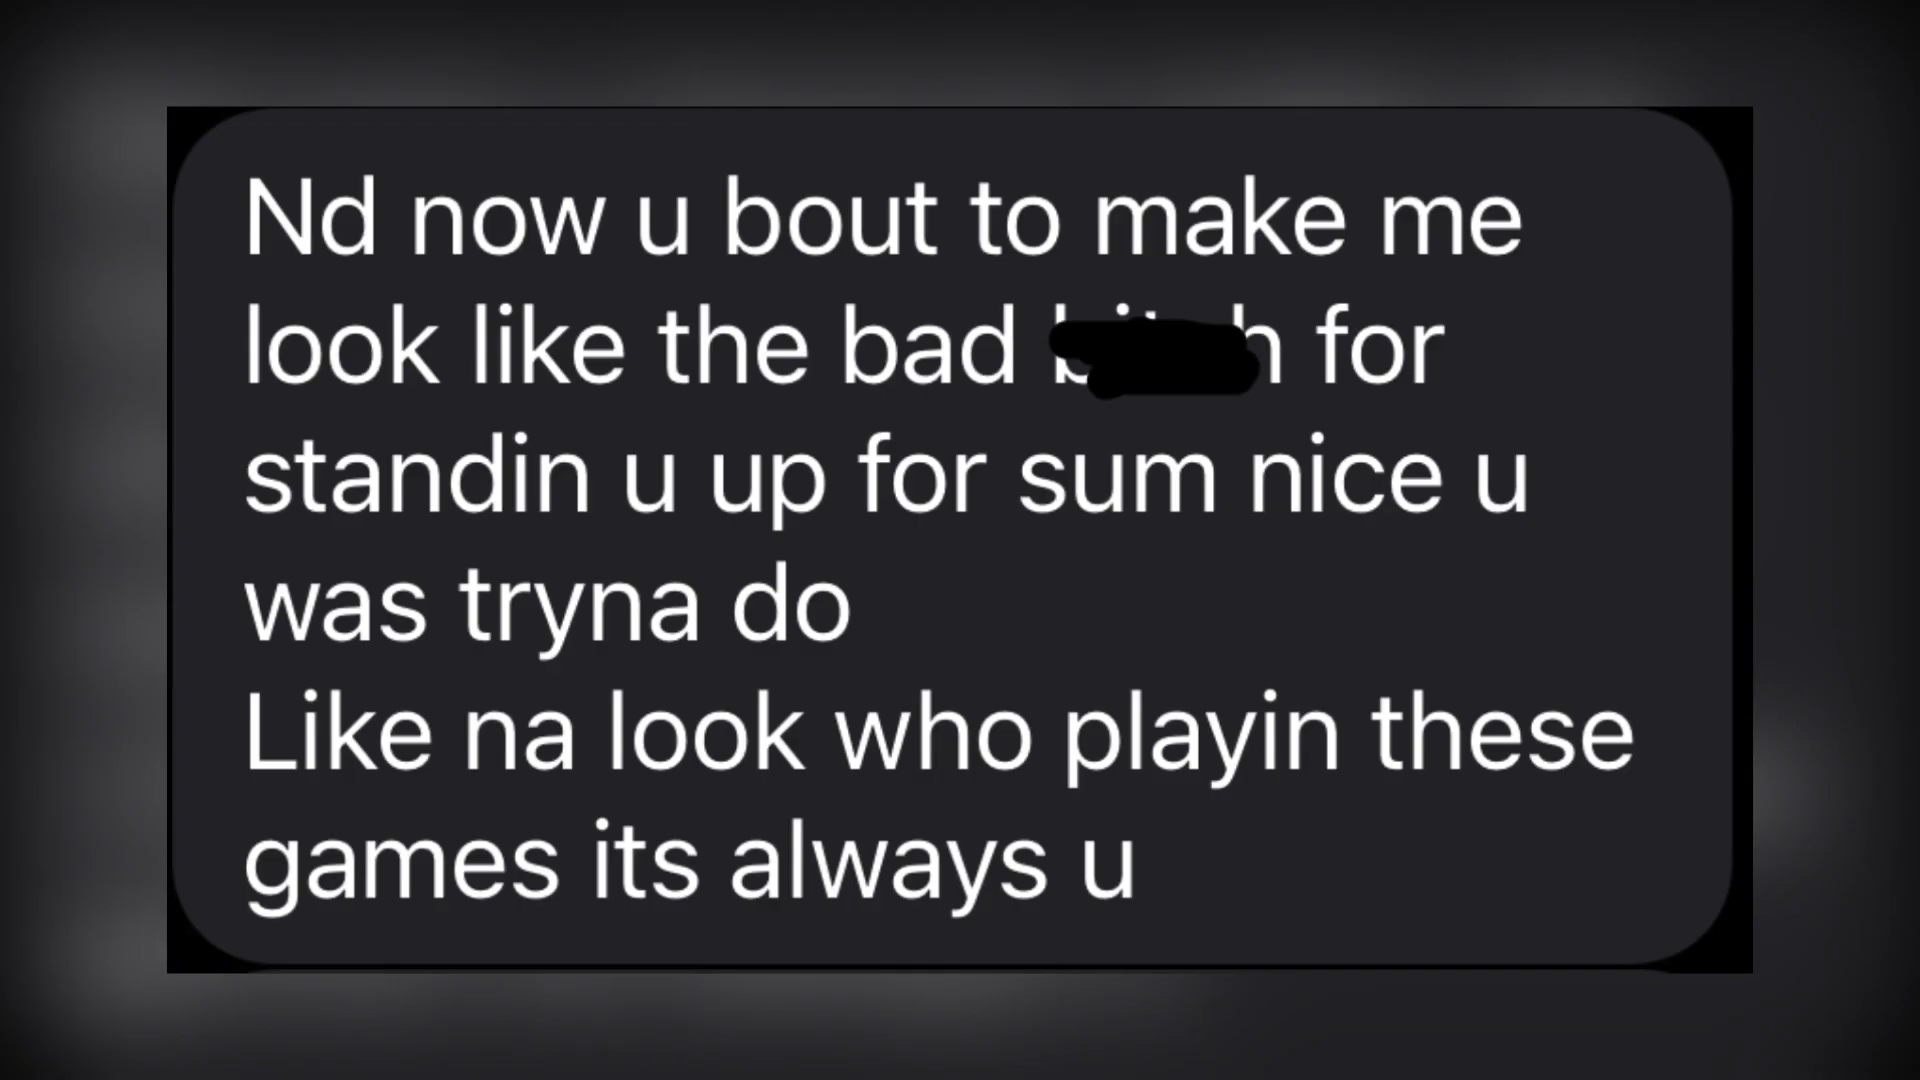 Nd now u bout to make me
look like the bad for
standin u up for sum nice u
was tryna do
Like na look who playin these
games its always u